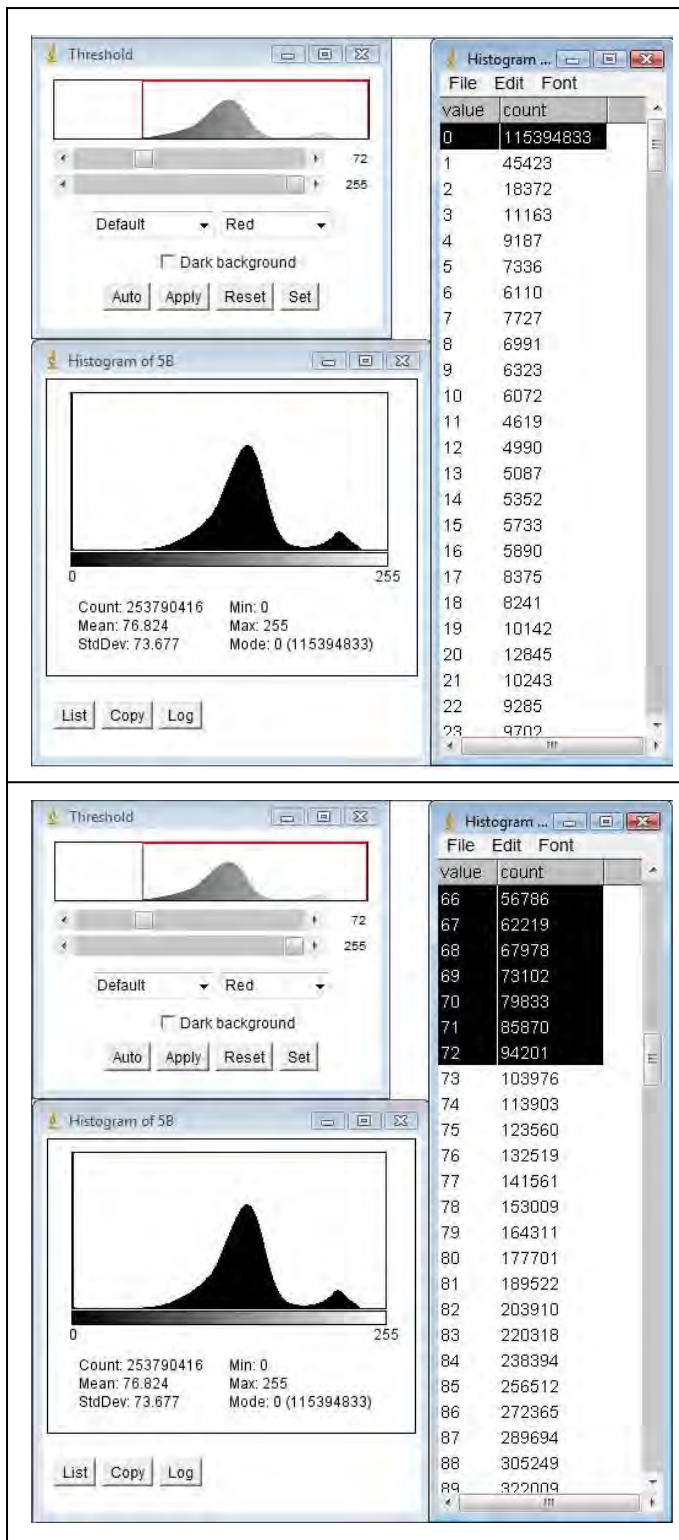 Threshold
72
255
Default Red
Dark background
Auto Apply Reset Set
Histogram of 5B
0 255
Count: 253790416 Min: 0
Mean: 76.824 Max: 255
StdDev: 73.677 Mode: 0 (115394833)
List Copy Log
Histogram ...
File Edit Font
value count
0 115394833
1 45423
2 18372
3 11163
4 9187
5 7336
6 6110
7 7727
8 6991
9 6323
10 6072
11 4619
12 4990
13 5087
14 5352
15 5733
16 5890
17 8375
18 8241
19 10142
20 12845
21 10243
22 9285
23 9702
Threshold
72
255
Default Red
Dark background
Auto Apply Reset Set
Histogram of 5B
0 255
Count: 253790416 Min: 0
Mean: 76.824 Max: 255
StdDev: 73.677 Mode: 0 (115394833)
List Copy Log
Histogram ...
File Edit Font
value count
66 56786
67 62219
68 67978
69 73102
70 79833
71 85870
72 94201
73 103976
74 113903
75 123560
76 132519
77 141561
78 153009
79 164311
80 177701
81 189522
82 203910
83 220318
84 238394
85 256512
86 272365
87 289694
88 305249
89 322009